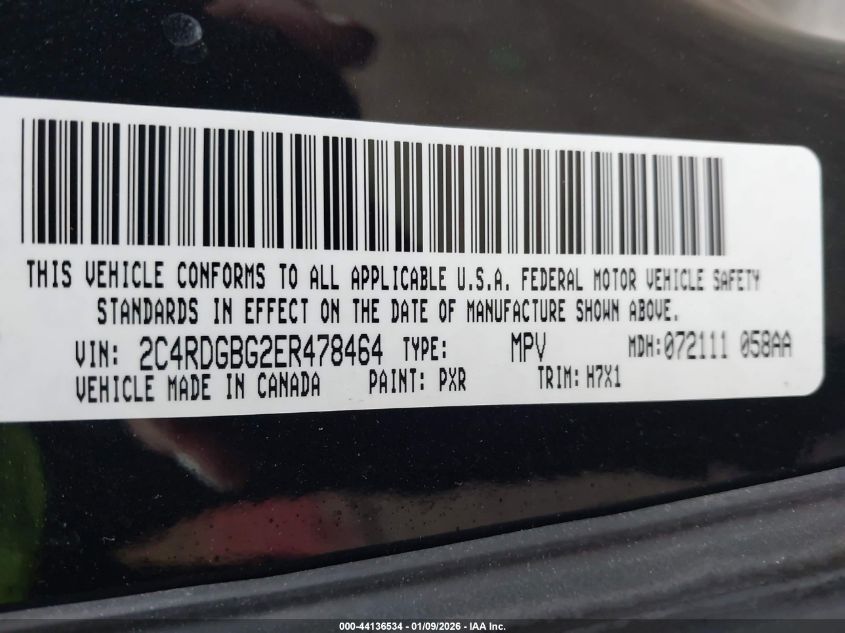 THIS VEHICLE CONFORMS TO ALL APPLICABLE U.S.A. FEDERAL MOTOR VEHICLE SAFETY
STANDARDS IN EFFECT ON THE DATE OF MANUFACTURE SHOWN ABOVE.
VIN: 2C4RDGBG2ER478464 TYPE: MPV MDH:072111 058AA
VEHICLE MADE IN CANADA PAINT: PXR TRIM: H7X1
000-44136534 | 01/09/2026 - IAA Inc.